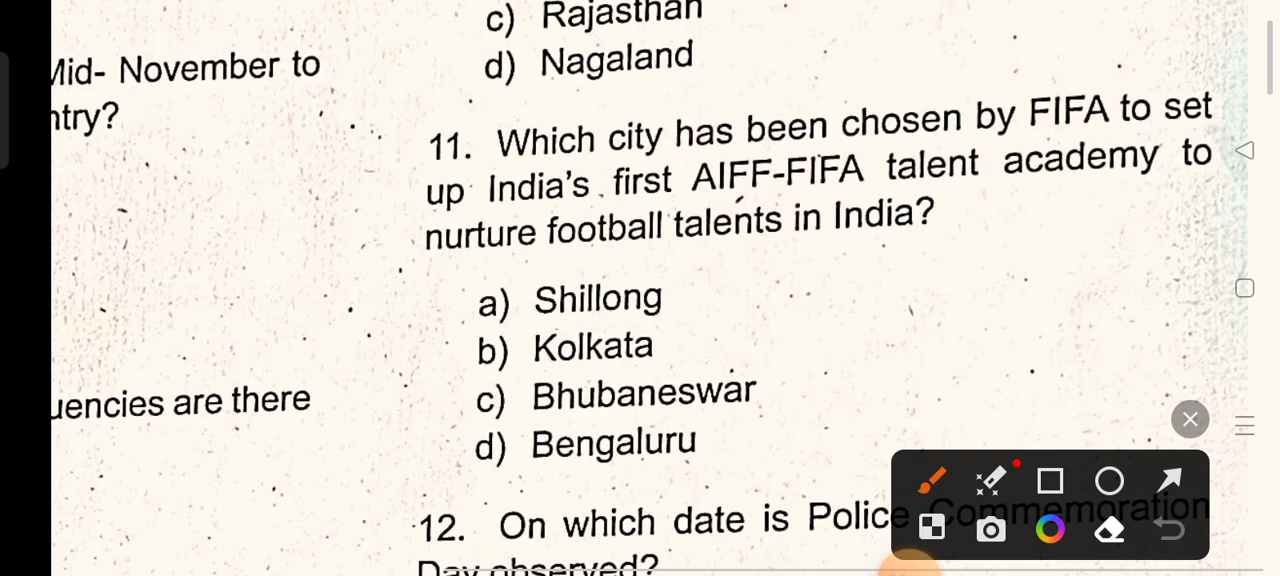 Mid- November to
ntry?
uencies are there
c) Rajasthan
d) Nagaland
11. Which city has been chosen by FIFA to set
up India's first AIFF-FIFA talent academy to
nurture football talents in India?
a) Shillong
b) Kolkata
c) Bhubaneswar
d) Bengaluru
12. On which date is Police Commemoration
Day observed?